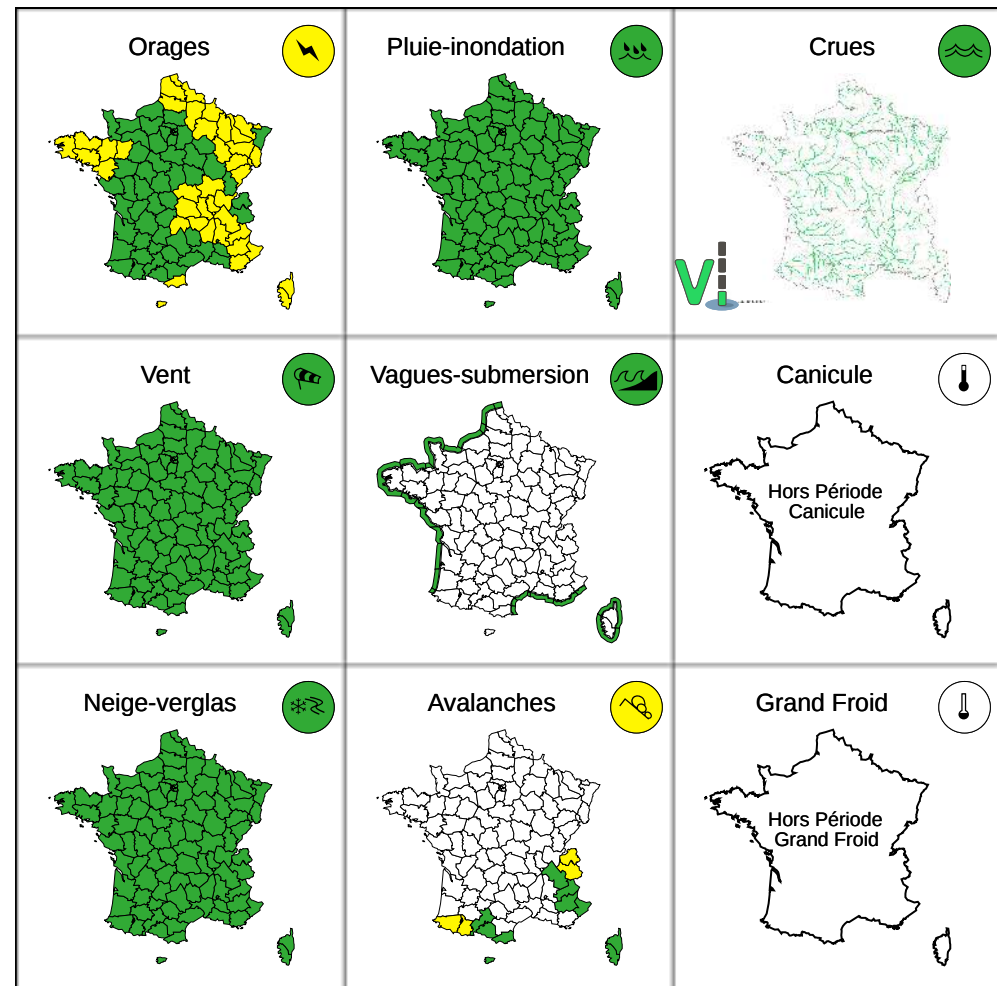 Orages
Pluie-inondation
Crues
Vi
Vent
Vagues-submersion
Canicule
Hors Période
Canicule
Neige-verglas
Avalanches
Grand Froid
Hors Période
Grand Froid